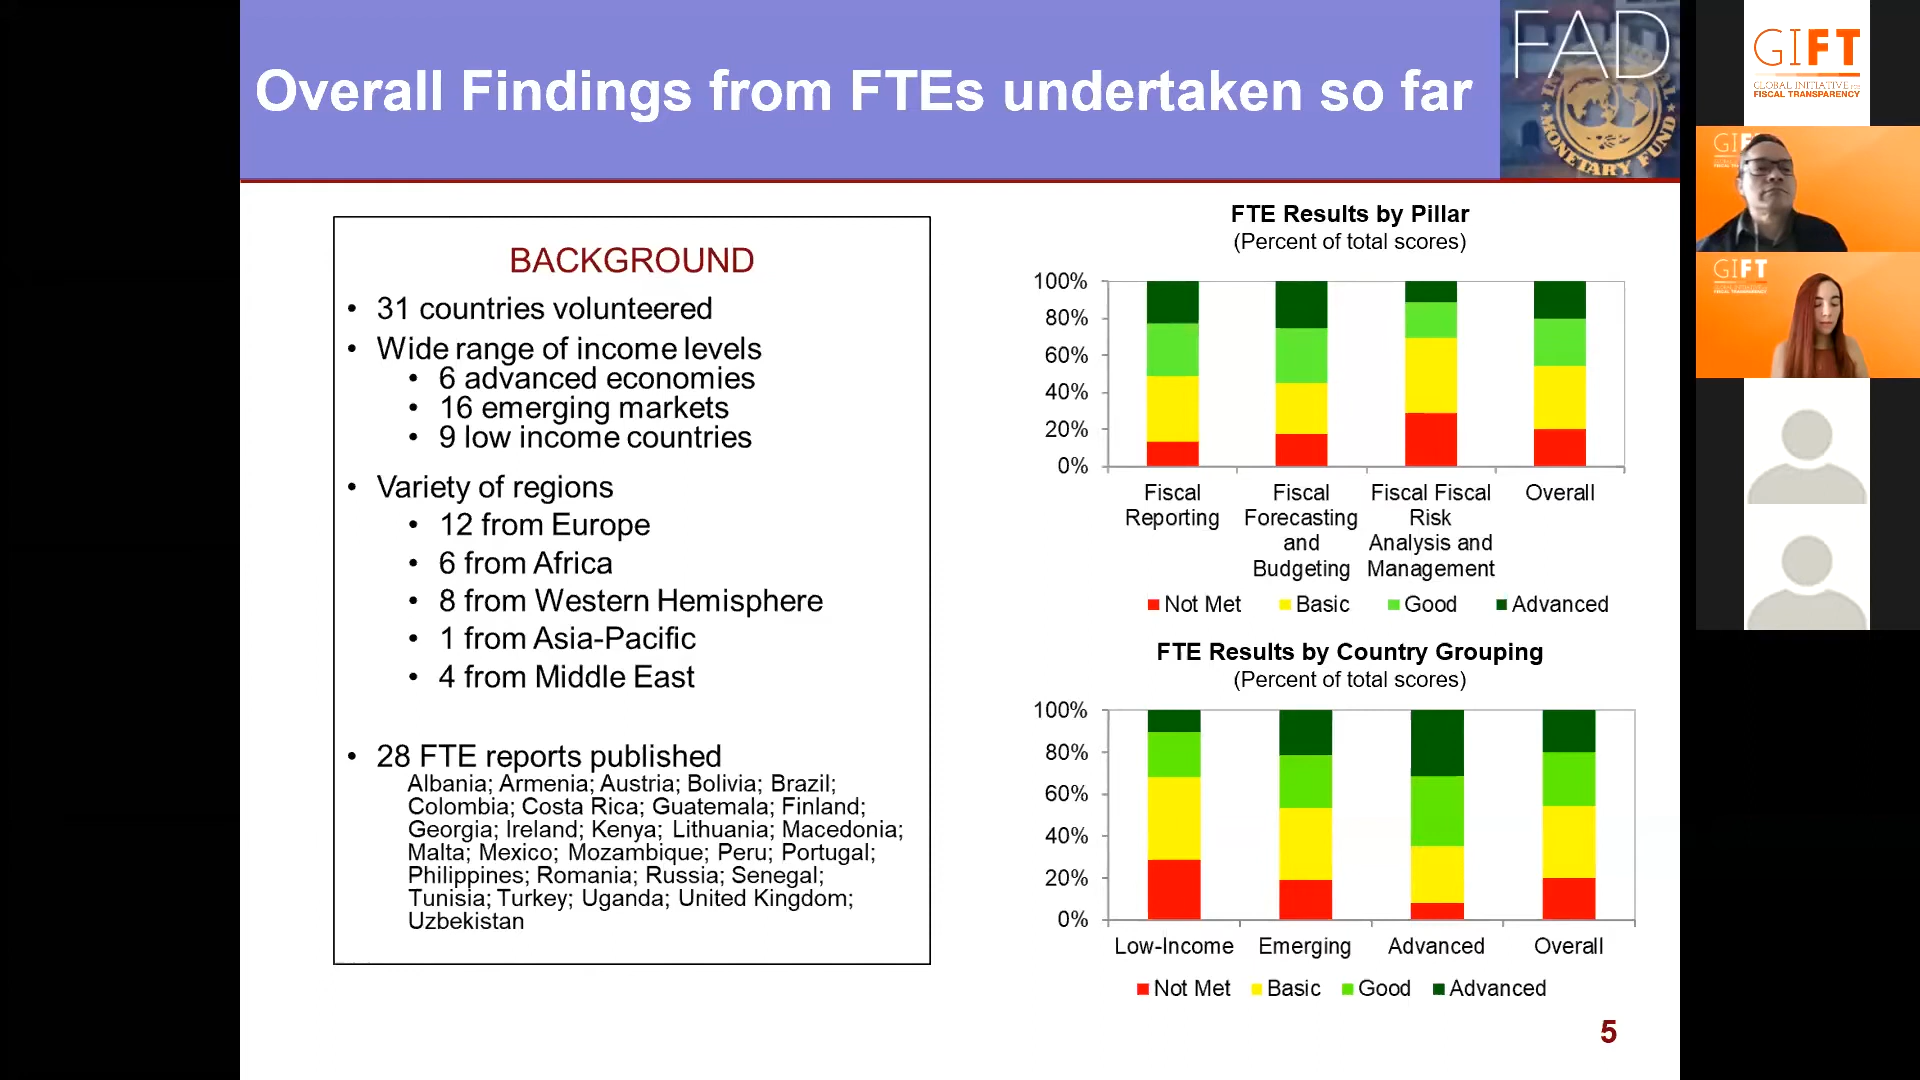 Overall Findings from FTEs undertaken so far
FAD
INTERNATIONAL MONETARY FUND
GIFT
GLOBAL INITIATIVE FOR
FISCAL TRANSPARENCY
GIFT
GIFT
BACKGROUND
• 31 countries volunteered
• Wide range of income levels
• 6 advanced economies
• 16 emerging markets
• 9 low income countries
• Variety of regions
• 12 from Europe
• 6 from Africa
• 8 from Western Hemisphere
• 1 from Asia-Pacific
• 4 from Middle East
• 28 FTE reports published
Albania; Armenia; Austria; Bolivia; Brazil;
Colombia; Costa Rica; Guatemala; Finland;
Georgia; Ireland; Kenya; Lithuania; Macedonia;
Malta; Mexico; Mozambique; Peru; Portugal;
Philippines; Romania; Russia; Senegal;
Tunisia; Turkey; Uganda; United Kingdom;
Uzbekistan
FTE Results by Pillar
(Percent of total scores)
100%
80%
60%
40%
20%
0%
Fiscal Reporting
Fiscal Forecasting and Budgeting
Fiscal Fiscal Risk Analysis and Management
Overall
Not Met Basic Good Advanced
FTE Results by Country Grouping
(Percent of total scores)
100%
80%
60%
40%
20%
0%
Low-Income Emerging Advanced Overall
Not Met Basic Good Advanced
5